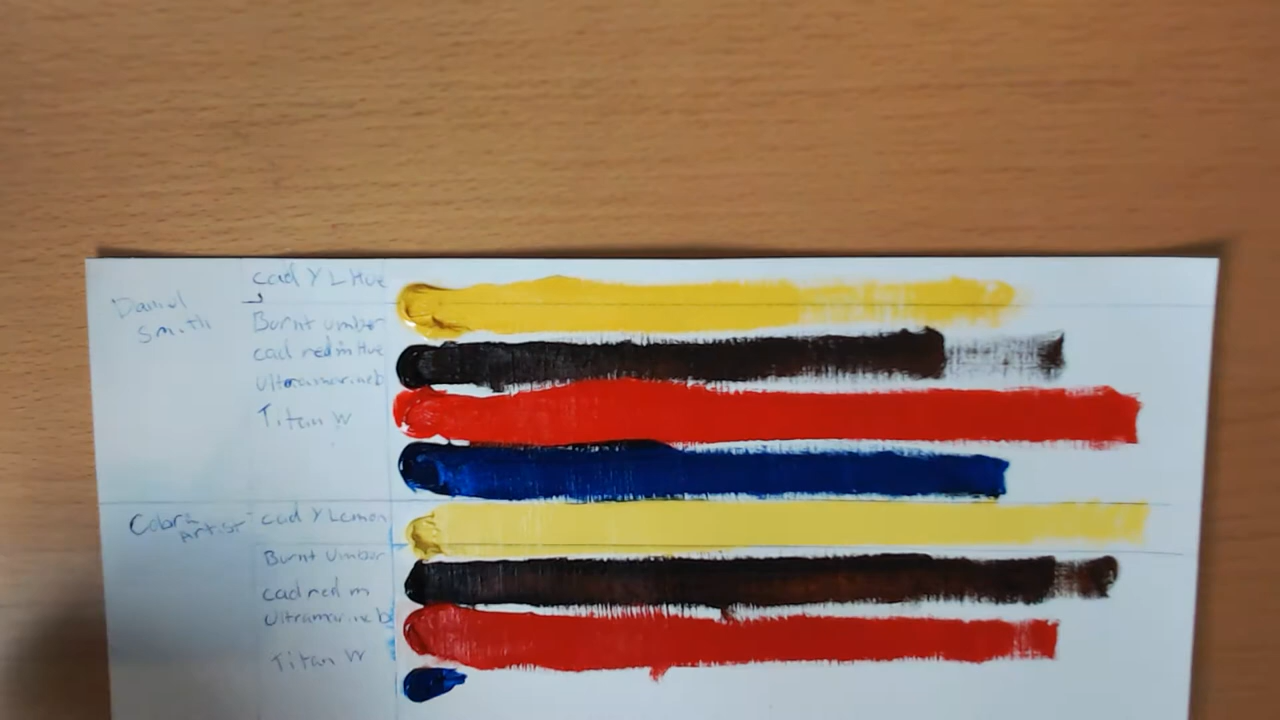 Daniel
Smith
Cad Y L Hue
Burnt umber
cad red m Hue
Ultramarine b
Titan W
Cobra
Artist
cad Y Lemon
Burnt Umber
cad red m
Ultramarine b
Titan W